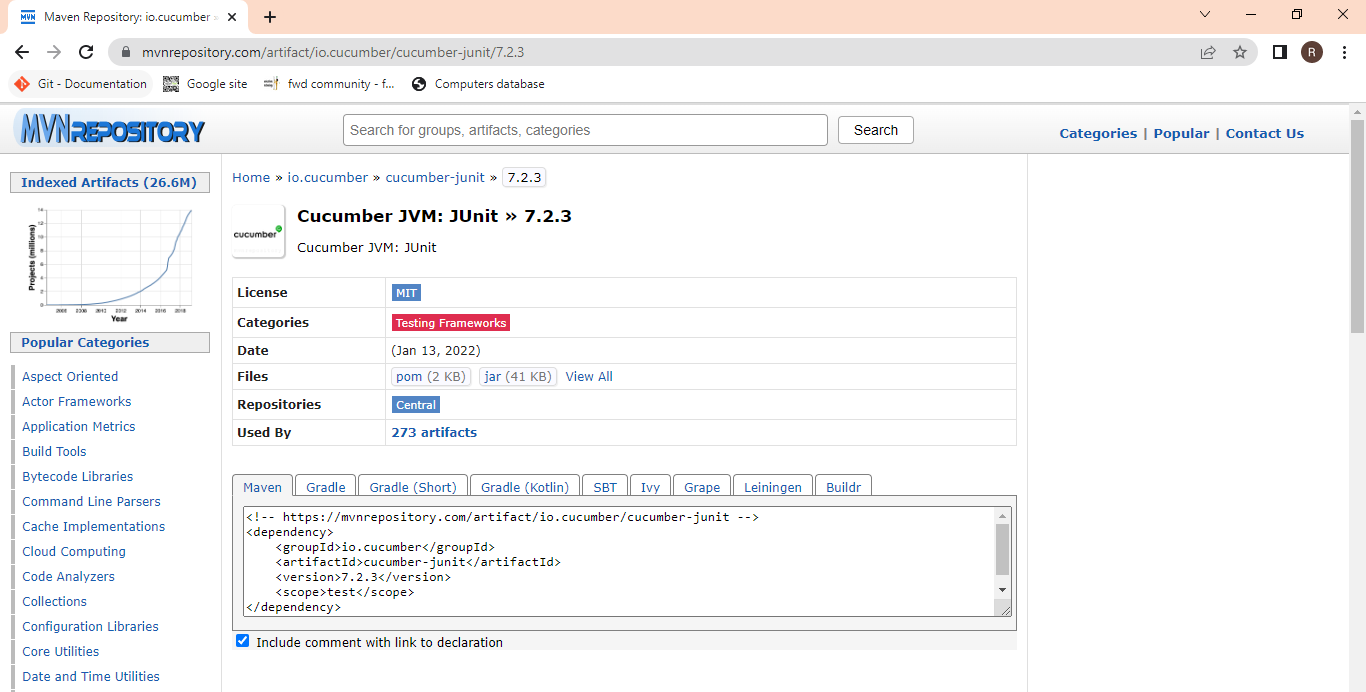 Maven Repository: io.cucumber »
mvnrepository.com/artifact/io.cucumber/cucumber-junit/7.2.3
R
Git - Documentation
Google site
fwd community - f...
Computers database
MVNREPOSITORY
Search for groups, artifacts, categories
Search
Categories | Popular | Contact Us
Indexed Artifacts (26.6M)
Projects (millions)
Year
Popular Categories
Aspect Oriented
Actor Frameworks
Application Metrics
Build Tools
Bytecode Libraries
Command Line Parsers
Cache Implementations
Cloud Computing
Code Analyzers
Collections
Configuration Libraries
Core Utilities
Date and Time Utilities
Home » io.cucumber » cucumber-junit » 7.2.3
cucumber
Cucumber JVM: JUnit » 7.2.3
Cucumber JVM: JUnit
License MIT
Categories Testing Frameworks
Date (Jan 13, 2022)
Files pom (2 KB) jar (41 KB) View All
Repositories Central
Used By 273 artifacts
Maven Gradle Gradle (Short) Gradle (Kotlin) SBT Ivy Grape Leiningen Buildr
<!-- https://mvnrepository.com/artifact/io.cucumber/cucumber-junit -->
<dependency>
    <groupId>io.cucumber</groupId>
    <artifactId>cucumber-junit</artifactId>
    <version>7.2.3</version>
    <scope>test</scope>
</dependency>
Include comment with link to declaration